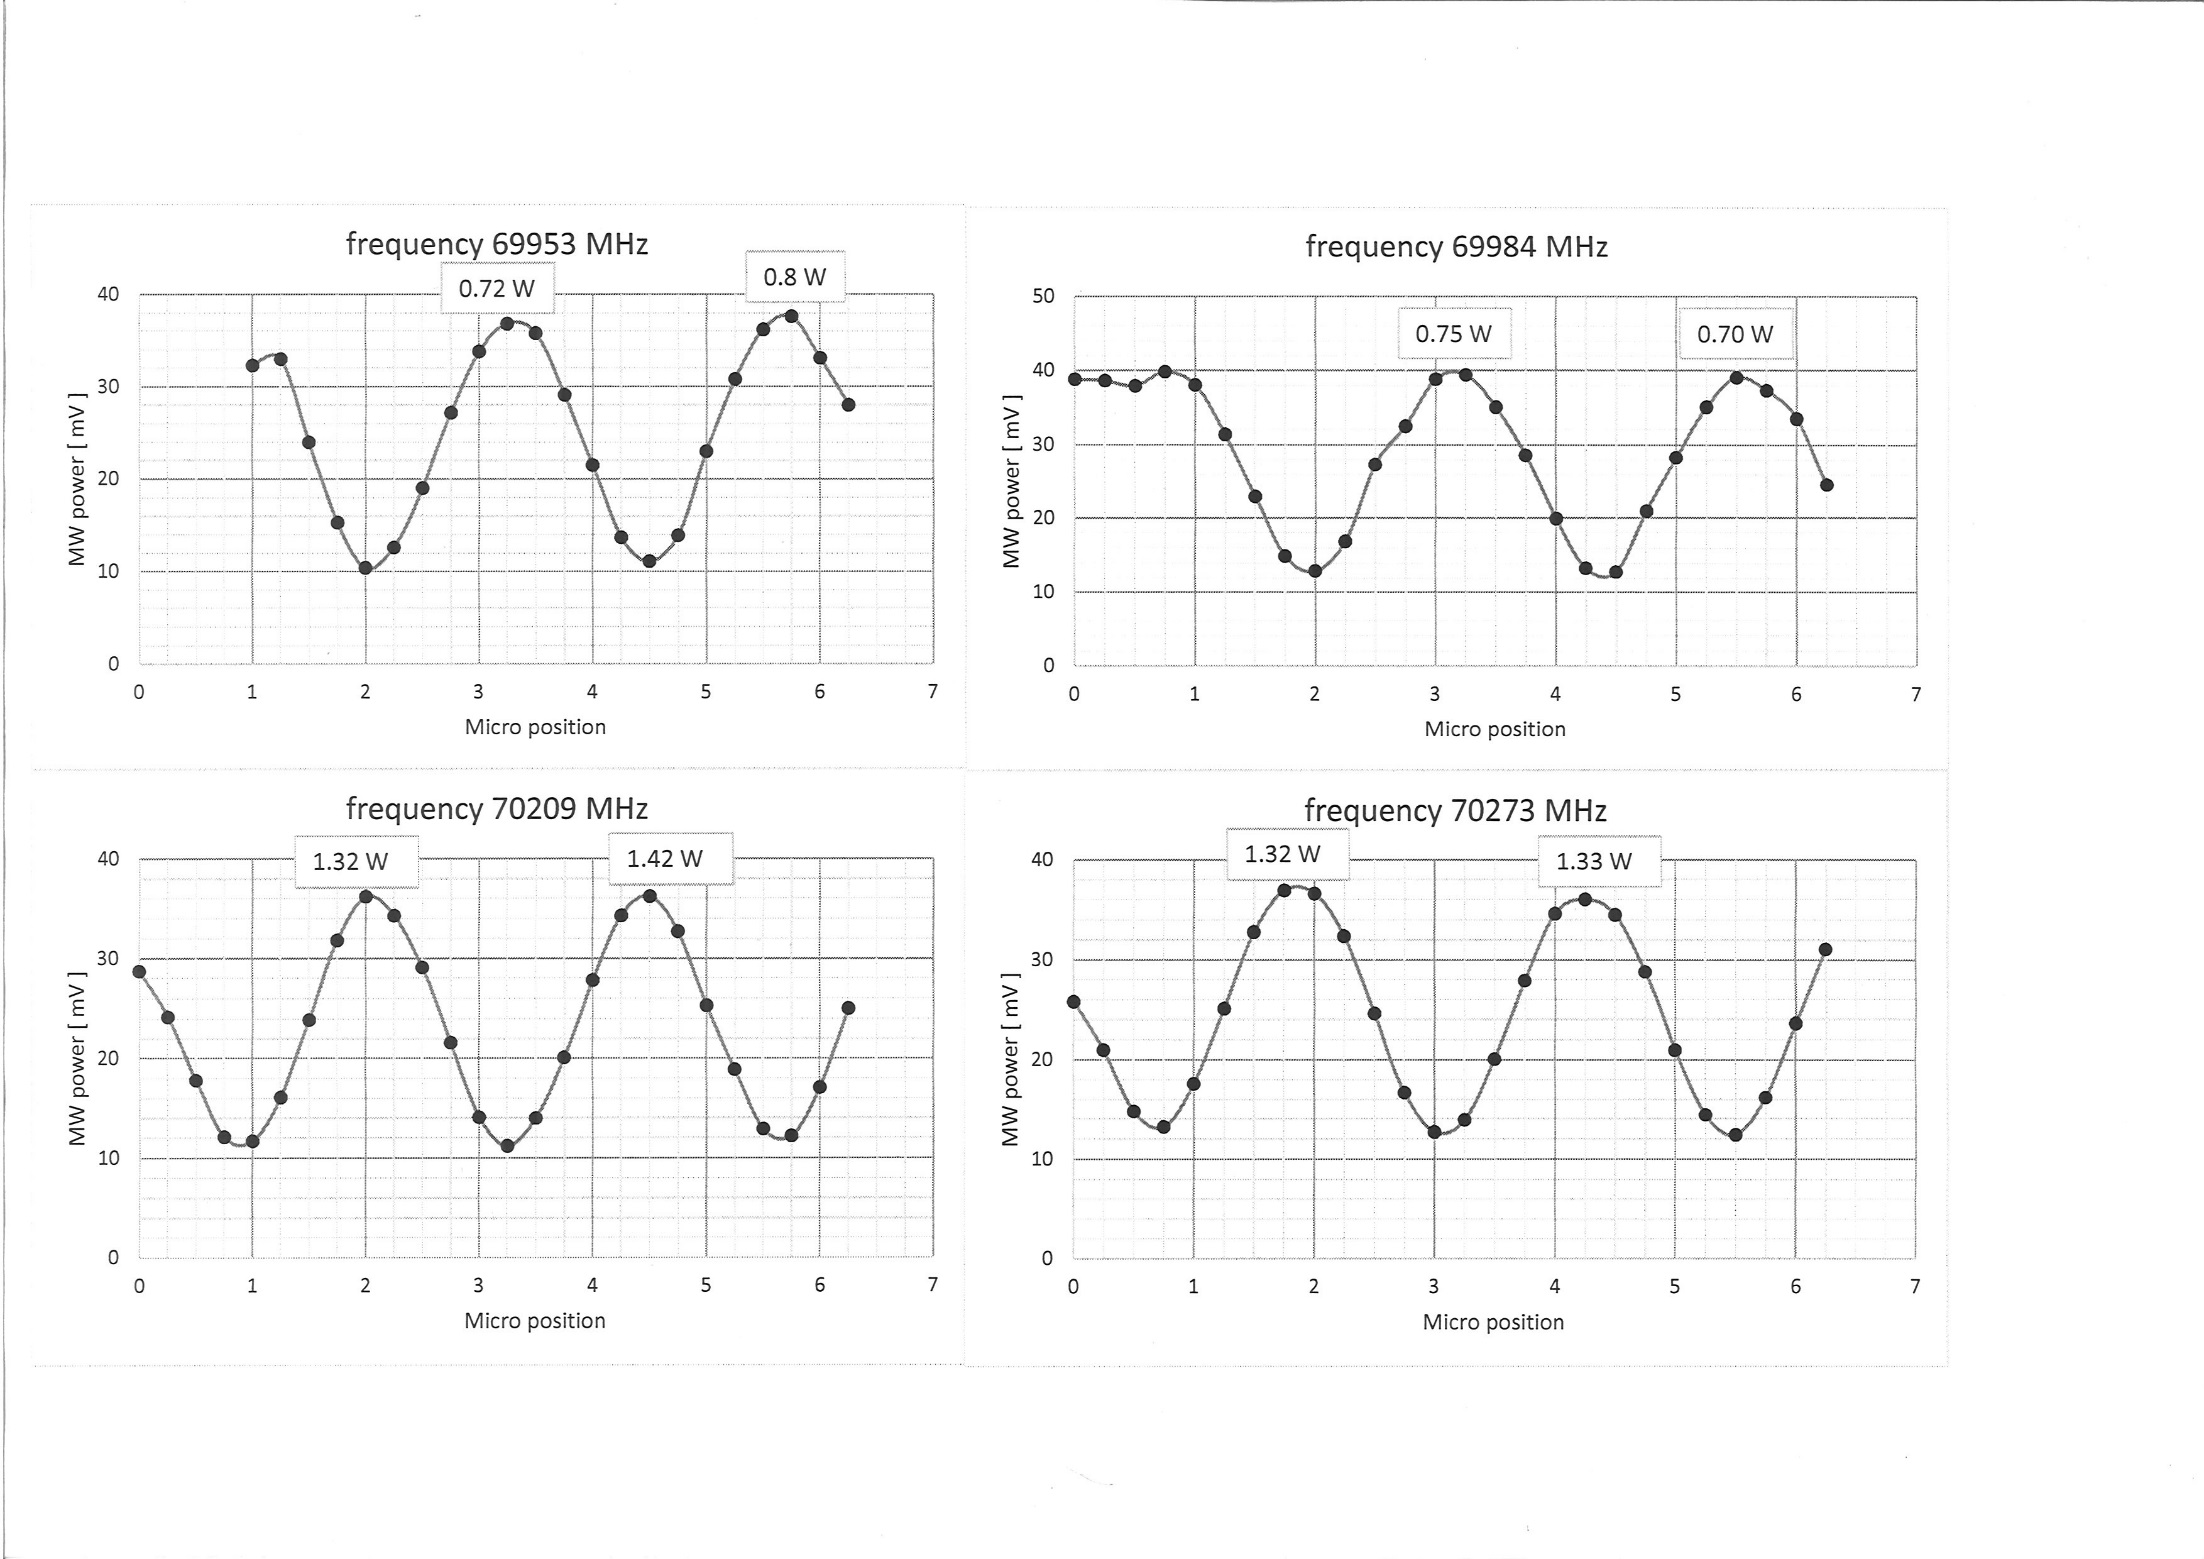 frequency 69953 MHz
0.72 W
0.8 W
40
30
20
10
0
MW power [ mV ]
0
1
2
3
4
5
6
7
Micro position
frequency 69984 MHz
0.75 W
0.70 W
50
40
30
20
10
0
MW power [ mV ]
0
1
2
3
4
5
6
7
Micro position
frequency 70209 MHz
1.32 W
1.42 W
40
30
20
10
0
MW power [ mV ]
0
1
2
3
4
5
6
7
Micro position
frequency 70273 MHz
1.32 W
1.33 W
40
30
20
10
0
MW power [ mV ]
0
1
2
3
4
5
6
7
Micro position